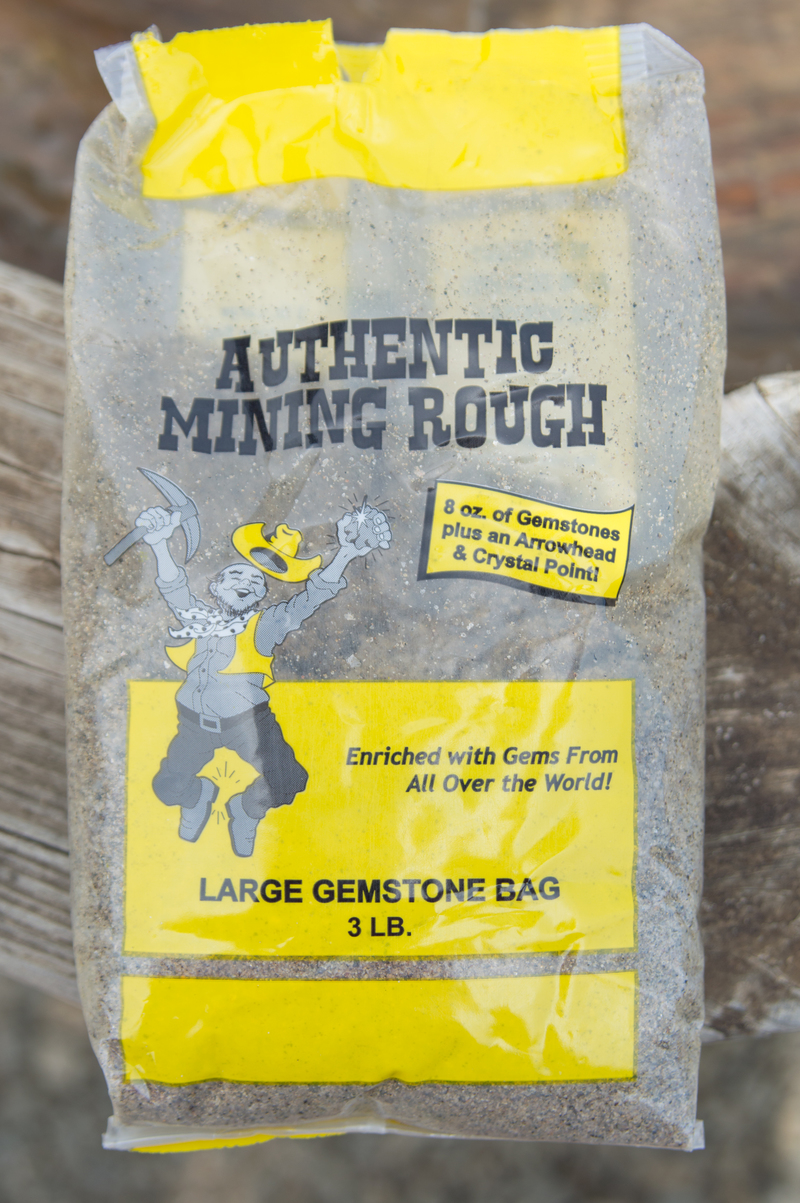 AUTHENTIC
MINING ROUGH
8 oz. of Gemstones
plus an Arrowhead
& Crystal Point!
Enriched with Gems From
All Over the World!
LARGE GEMSTONE BAG
3 LB.